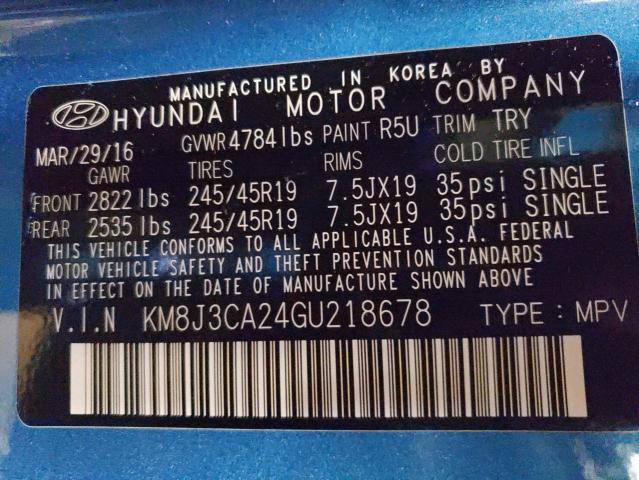 MANUFACTURED IN KOREA BY
HYUNDAI MOTOR COMPANY
MAR/29/16 GVWR 4784lbs PAINT R5U TRIM TRY
GAWR TIRES RIMS COLD TIRE INFL
FRONT 2822 lbs 245/45R19 7.5JX19 35psi SINGLE
REAR 2535 lbs 245/45R19 7.5JX19 35psi SINGLE
THIS VEHICLE CONFORMS TO ALL APPLICABLE U.S.A. FEDERAL
MOTOR VEHICLE SAFETY AND THEFT PREVENTION STANDARDS
IN EFFECT ON THE DATE OF MANUFACTURE SHOWN ABOVE
V.I.N KM8J3CA24GU218678 TYPE : MPV